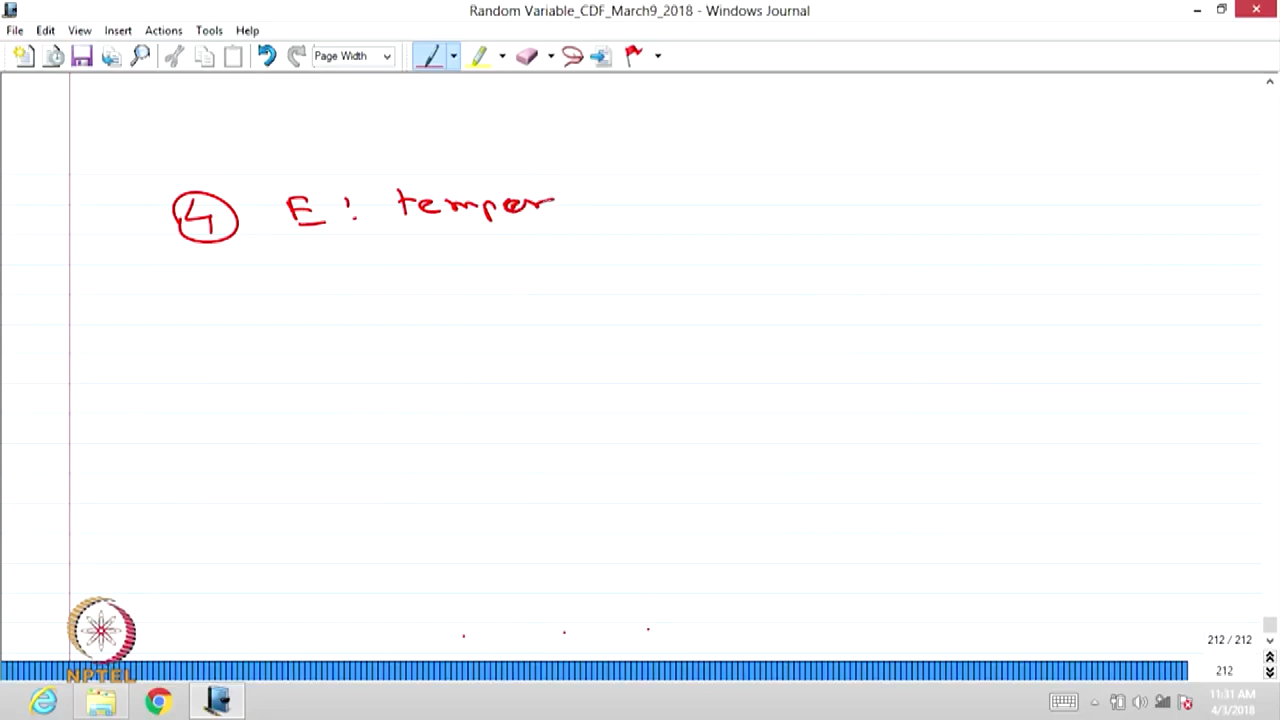 Random Variable_CDF_March9_2018 - Windows Journal
File Edit View Insert Actions Tools Help
Page Width
4 E: temper
212 / 212
212
NPTEL
11:31 AM
4/3/2018